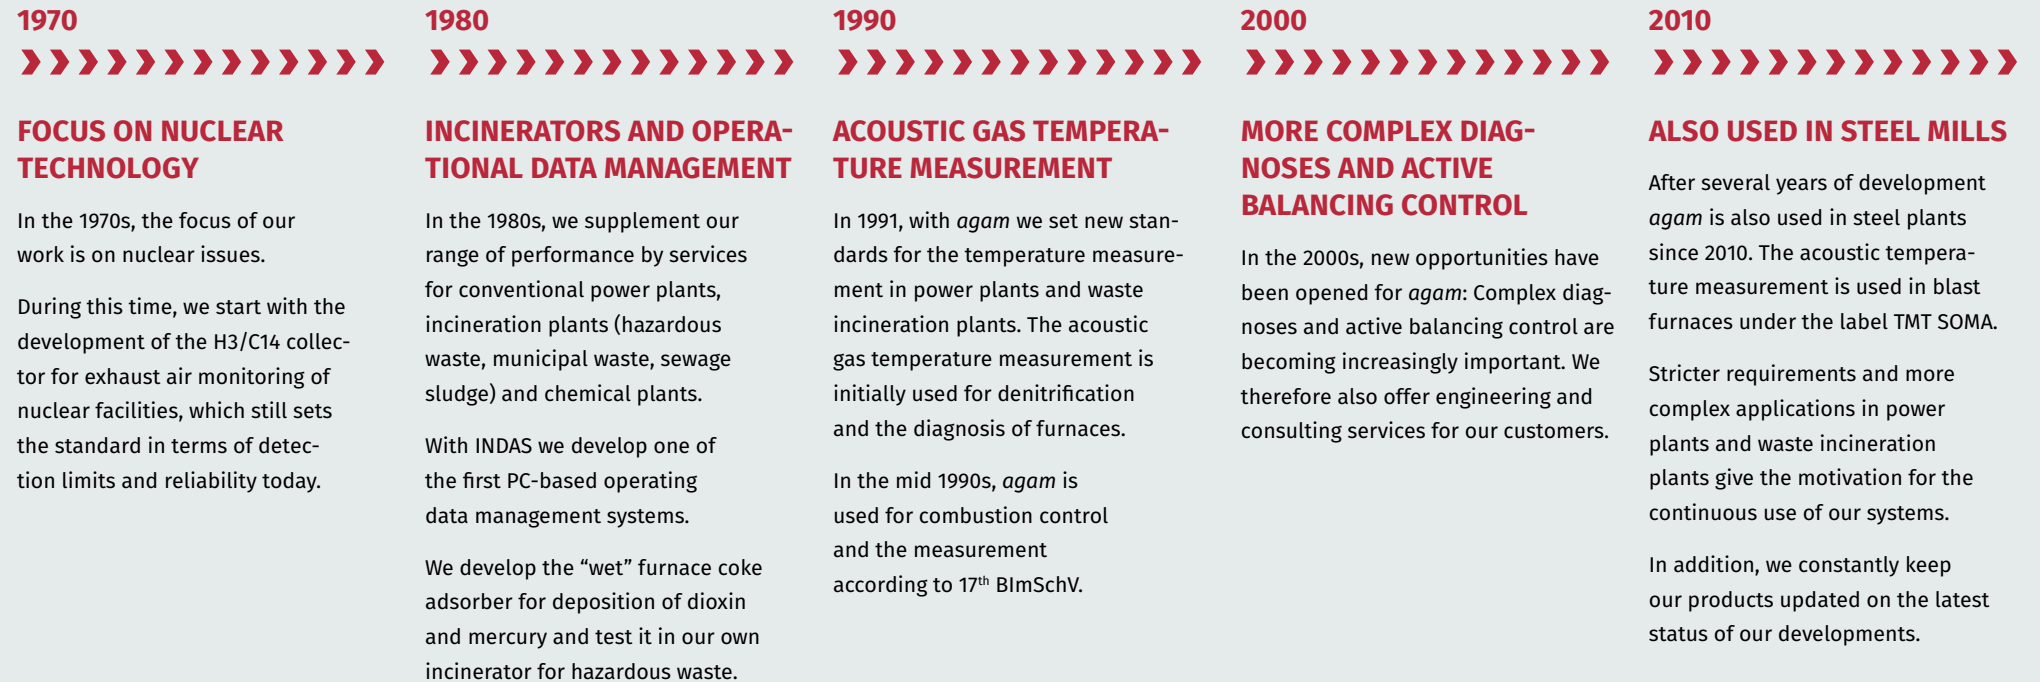 1970
FOCUS ON NUCLEAR
TECHNOLOGY
In the 1970s, the focus of our
work is on nuclear issues.
During this time, we start with the
development of the H3/C14 collec-
tor for exhaust air monitoring of
nuclear facilities, which still sets
the standard in terms of detec-
tion limits and reliability today.
1980
INCINERATORS AND OPERA-
TIONAL DATA MANAGEMENT
In the 1980s, we supplement our
range of performance by services
for conventional power plants,
incineration plants (hazardous
waste, municipal waste, sewage
sludge) and chemical plants.
With INDAS we develop one of
the first PC-based operating
data management systems.
We develop the “wet” furnace coke
adsorber for deposition of dioxin
and mercury and test it in our own
incinerator for hazardous waste.
1990
ACOUSTIC GAS TEMPERA-
TURE MEASUREMENT
In 1991, with agam we set new stan-
dards for the temperature measure-
ment in power plants and waste
incineration plants. The acoustic
gas temperature measurement is
initially used for denitrification
and the diagnosis of furnaces.
In the mid 1990s, agam is
used for combustion control
and the measurement
according to 17th BImSchV.
2000
MORE COMPLEX DIAG-
NOSES AND ACTIVE
BALANCING CONTROL
In the 2000s, new opportunities have
been opened for agam: Complex diag-
noses and active balancing control are
becoming increasingly important. We
therefore also offer engineering and
consulting services for our customers.
2010
ALSO USED IN STEEL MILLS
After several years of development
agam is also used in steel plants
since 2010. The acoustic tempera-
ture measurement is used in blast
furnaces under the label TMT SOMA.
Stricter requirements and more
complex applications in power
plants and waste incineration
plants give the motivation for the
continuous use of our systems.
In addition, we constantly keep
our products updated on the latest
status of our developments.